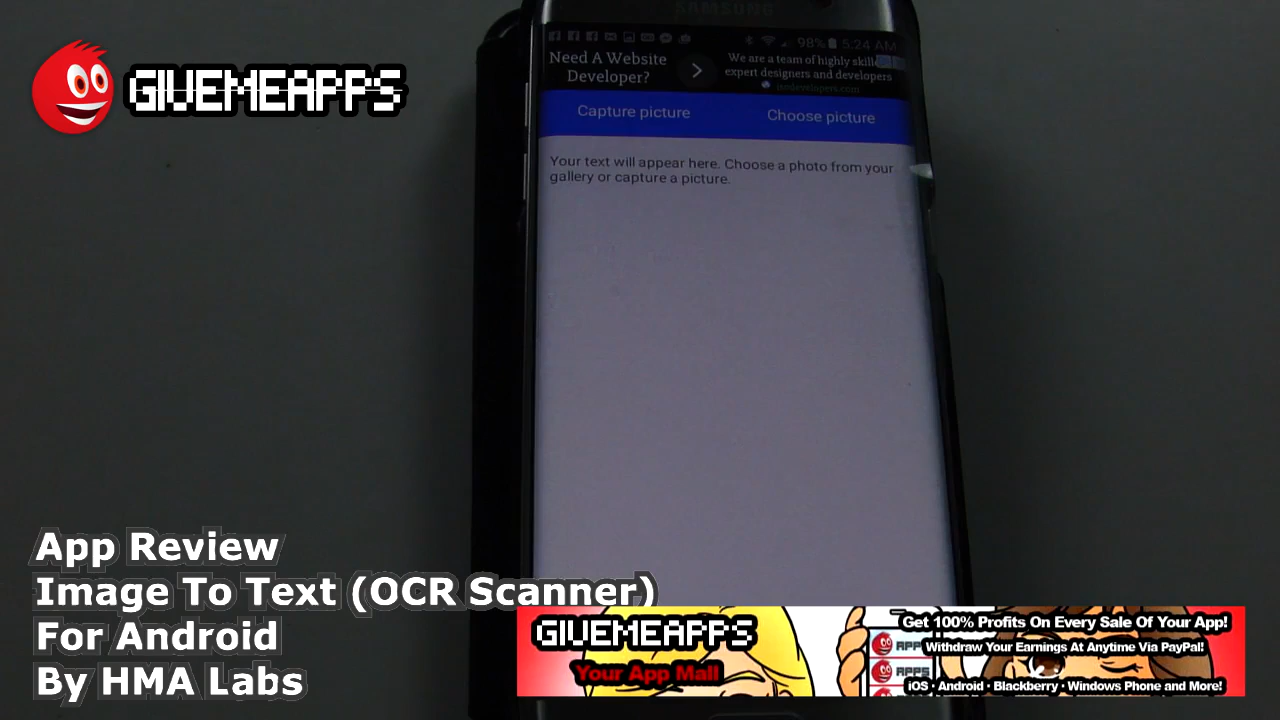 GIVEMEAPPS
SAMSUNG
98% 5:24 AM
Need A Website
Developer?
We are a team of highly skille
expert designers and developers
Capture picture
Choose picture
Your text will appear here. Choose a photo from your
gallery or capture a picture.
App Review
Image To Text (OCR Scanner)
For Android
By HMA Labs
GIVEMEAPPS
Your App Mall
Get 100% Profits On Every Sale Of Your App!
Withdraw Your Earnings At Anytime Via PayPal!
APP
APPS
iOS • Android • Blackberry • Windows Phone and More!